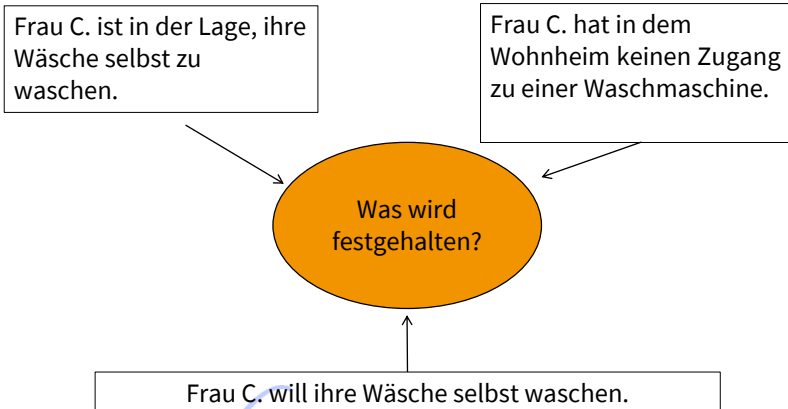 Frau C. ist in der Lage, ihre
Wäsche selbst zu
waschen.
Frau C. hat in dem
Wohnheim keinen Zugang
zu einer Waschmaschine.
Was wird
festgehalten?
Frau C. will ihre Wäsche selbst waschen.